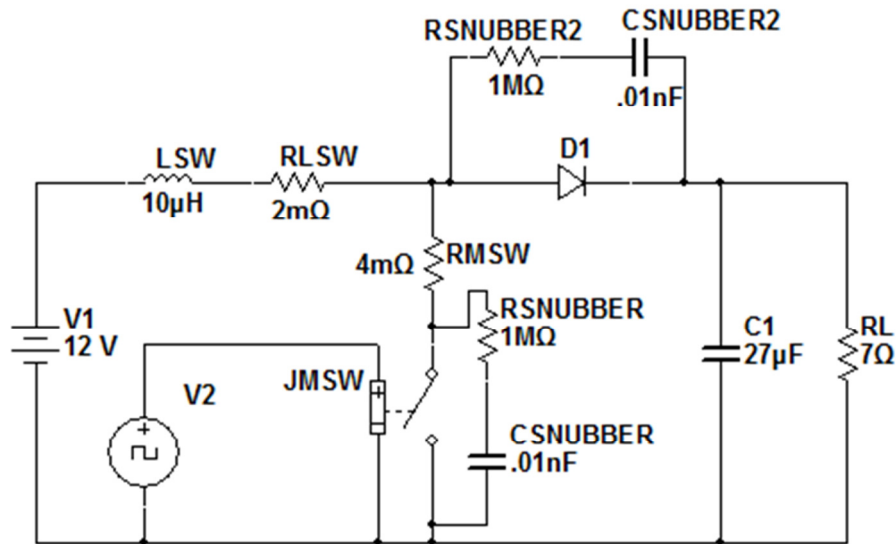 RSNUBBER2
1MΩ
CSNUBBER2
.01nF
LSW
10µH
RLSW
2mΩ
D1
4mΩ
RMSW
RSNUBBER
1MΩ
V1
12 V
V2
JMSW
CSNUBBER
.01nF
C1
27µF
RL
7Ω